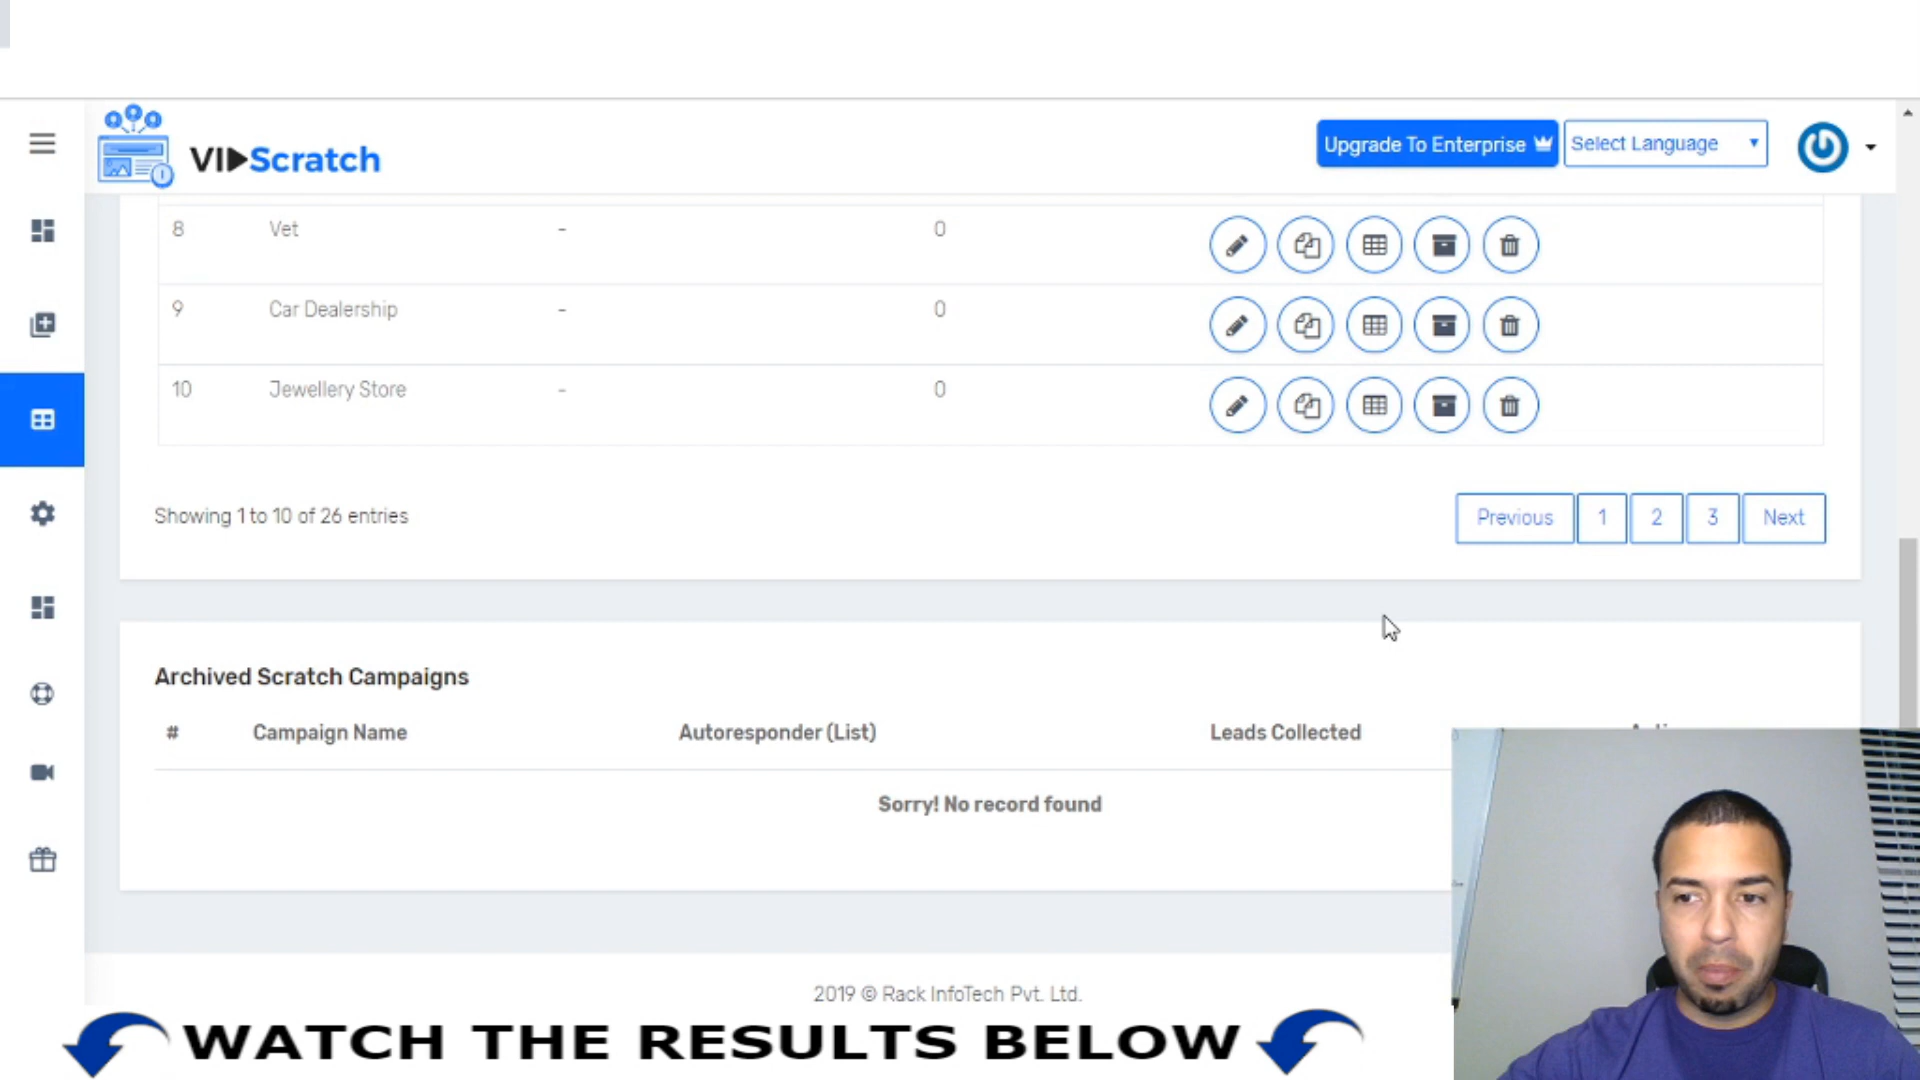 VIDScratch
Upgrade To Enterprise
Select Language
8 Vet - 0
9 Car Dealership - 0
10 Jewellery Store - 0
Showing 1 to 10 of 26 entries
Previous 1 2 3 Next
Archived Scratch Campaigns
# Campaign Name Autoresponder (List) Leads Collected
Sorry! No record found
2019 © Rack InfoTech Pvt. Ltd.
WATCH THE RESULTS BELOW